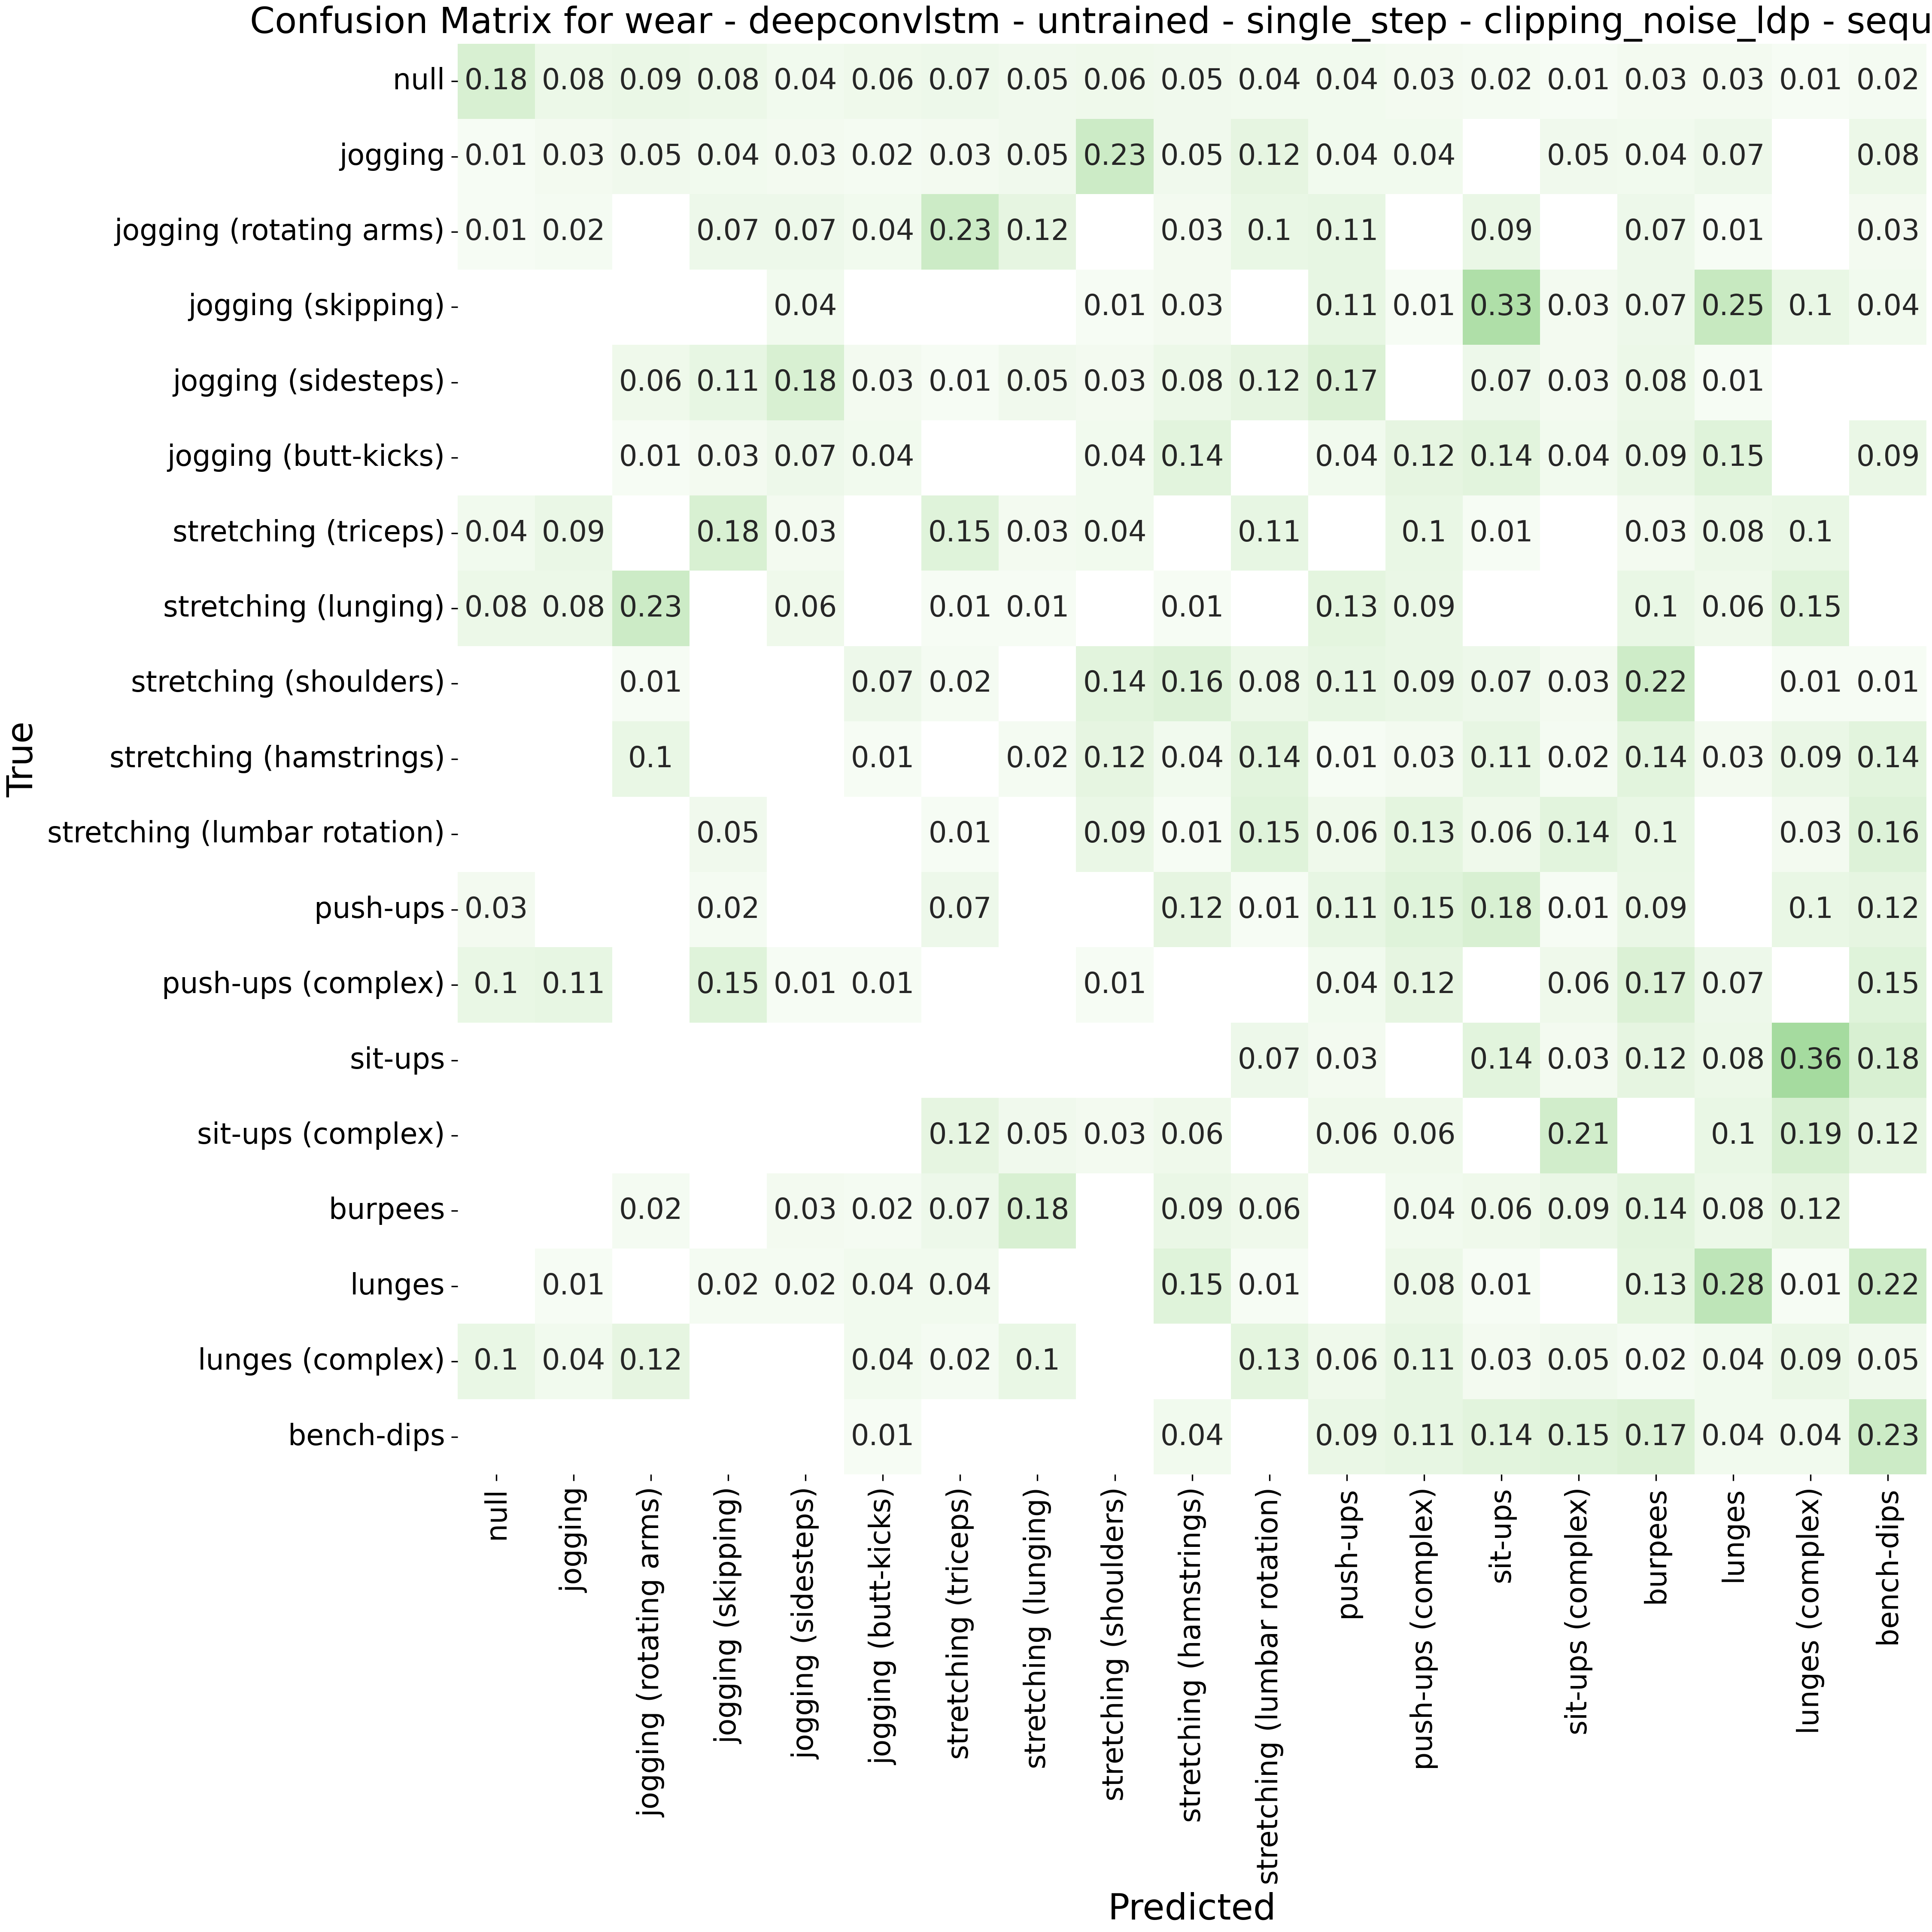 Confusion Matrix for wear - deepconvlstm - untrained - single_step - clipping_noise_ldp - sequ
null 0.18 0.08 0.09 0.08 0.04 0.06 0.07 0.05 0.06 0.05 0.04 0.04 0.03 0.02 0.01 0.03 0.03 0.01 0.02
jogging 0.01 0.03 0.05 0.04 0.03 0.02 0.03 0.05 0.23 0.05 0.12 0.04 0.04 0.05 0.04 0.07 0.08
jogging (rotating arms) 0.01 0.02 0.07 0.07 0.04 0.23 0.12 0.03 0.1 0.11 0.09 0.07 0.01 0.03
jogging (skipping) 0.04 0.01 0.03 0.11 0.01 0.33 0.03 0.07 0.25 0.1 0.04
jogging (sidesteps) 0.06 0.11 0.18 0.03 0.01 0.05 0.03 0.08 0.12 0.17 0.07 0.03 0.08 0.01
jogging (butt-kicks) 0.01 0.03 0.07 0.04 0.04 0.14 0.04 0.12 0.14 0.04 0.09 0.15 0.09
stretching (triceps) 0.04 0.09 0.18 0.03 0.15 0.03 0.04 0.11 0.1 0.01 0.03 0.08 0.1
stretching (lunging) 0.08 0.08 0.23 0.06 0.01 0.01 0.01 0.13 0.09 0.1 0.06 0.15
stretching (shoulders) 0.01 0.07 0.02 0.14 0.16 0.08 0.11 0.09 0.07 0.03 0.22 0.01 0.01
stretching (hamstrings) 0.1 0.01 0.02 0.12 0.04 0.14 0.01 0.03 0.11 0.02 0.14 0.03 0.09 0.14
stretching (lumbar rotation) 0.05 0.01 0.09 0.01 0.15 0.06 0.13 0.06 0.14 0.1 0.03 0.16
push-ups 0.03 0.02 0.07 0.12 0.01 0.11 0.15 0.18 0.01 0.09 0.1 0.12
push-ups (complex) 0.1 0.11 0.15 0.01 0.01 0.01 0.04 0.12 0.06 0.17 0.07 0.15
sit-ups 0.07 0.03 0.14 0.03 0.12 0.08 0.36 0.18
sit-ups (complex) 0.12 0.05 0.03 0.06 0.06 0.06 0.21 0.1 0.19 0.12
burpees 0.02 0.03 0.02 0.07 0.18 0.09 0.06 0.04 0.06 0.09 0.14 0.08 0.12
lunges 0.01 0.02 0.02 0.04 0.04 0.15 0.01 0.08 0.01 0.13 0.28 0.01 0.22
lunges (complex) 0.1 0.04 0.12 0.04 0.02 0.1 0.13 0.06 0.11 0.03 0.05 0.02 0.04 0.09 0.05
bench-dips 0.01 0.04 0.09 0.11 0.14 0.15 0.17 0.04 0.04 0.23
True
null
jogging
jogging (rotating arms)
jogging (skipping)
jogging (sidesteps)
jogging (butt-kicks)
stretching (triceps)
stretching (lunging)
stretching (shoulders)
stretching (hamstrings)
stretching (lumbar rotation)
push-ups
push-ups (complex)
sit-ups
sit-ups (complex)
burpees
lunges
lunges (complex)
bench-dips
Predicted